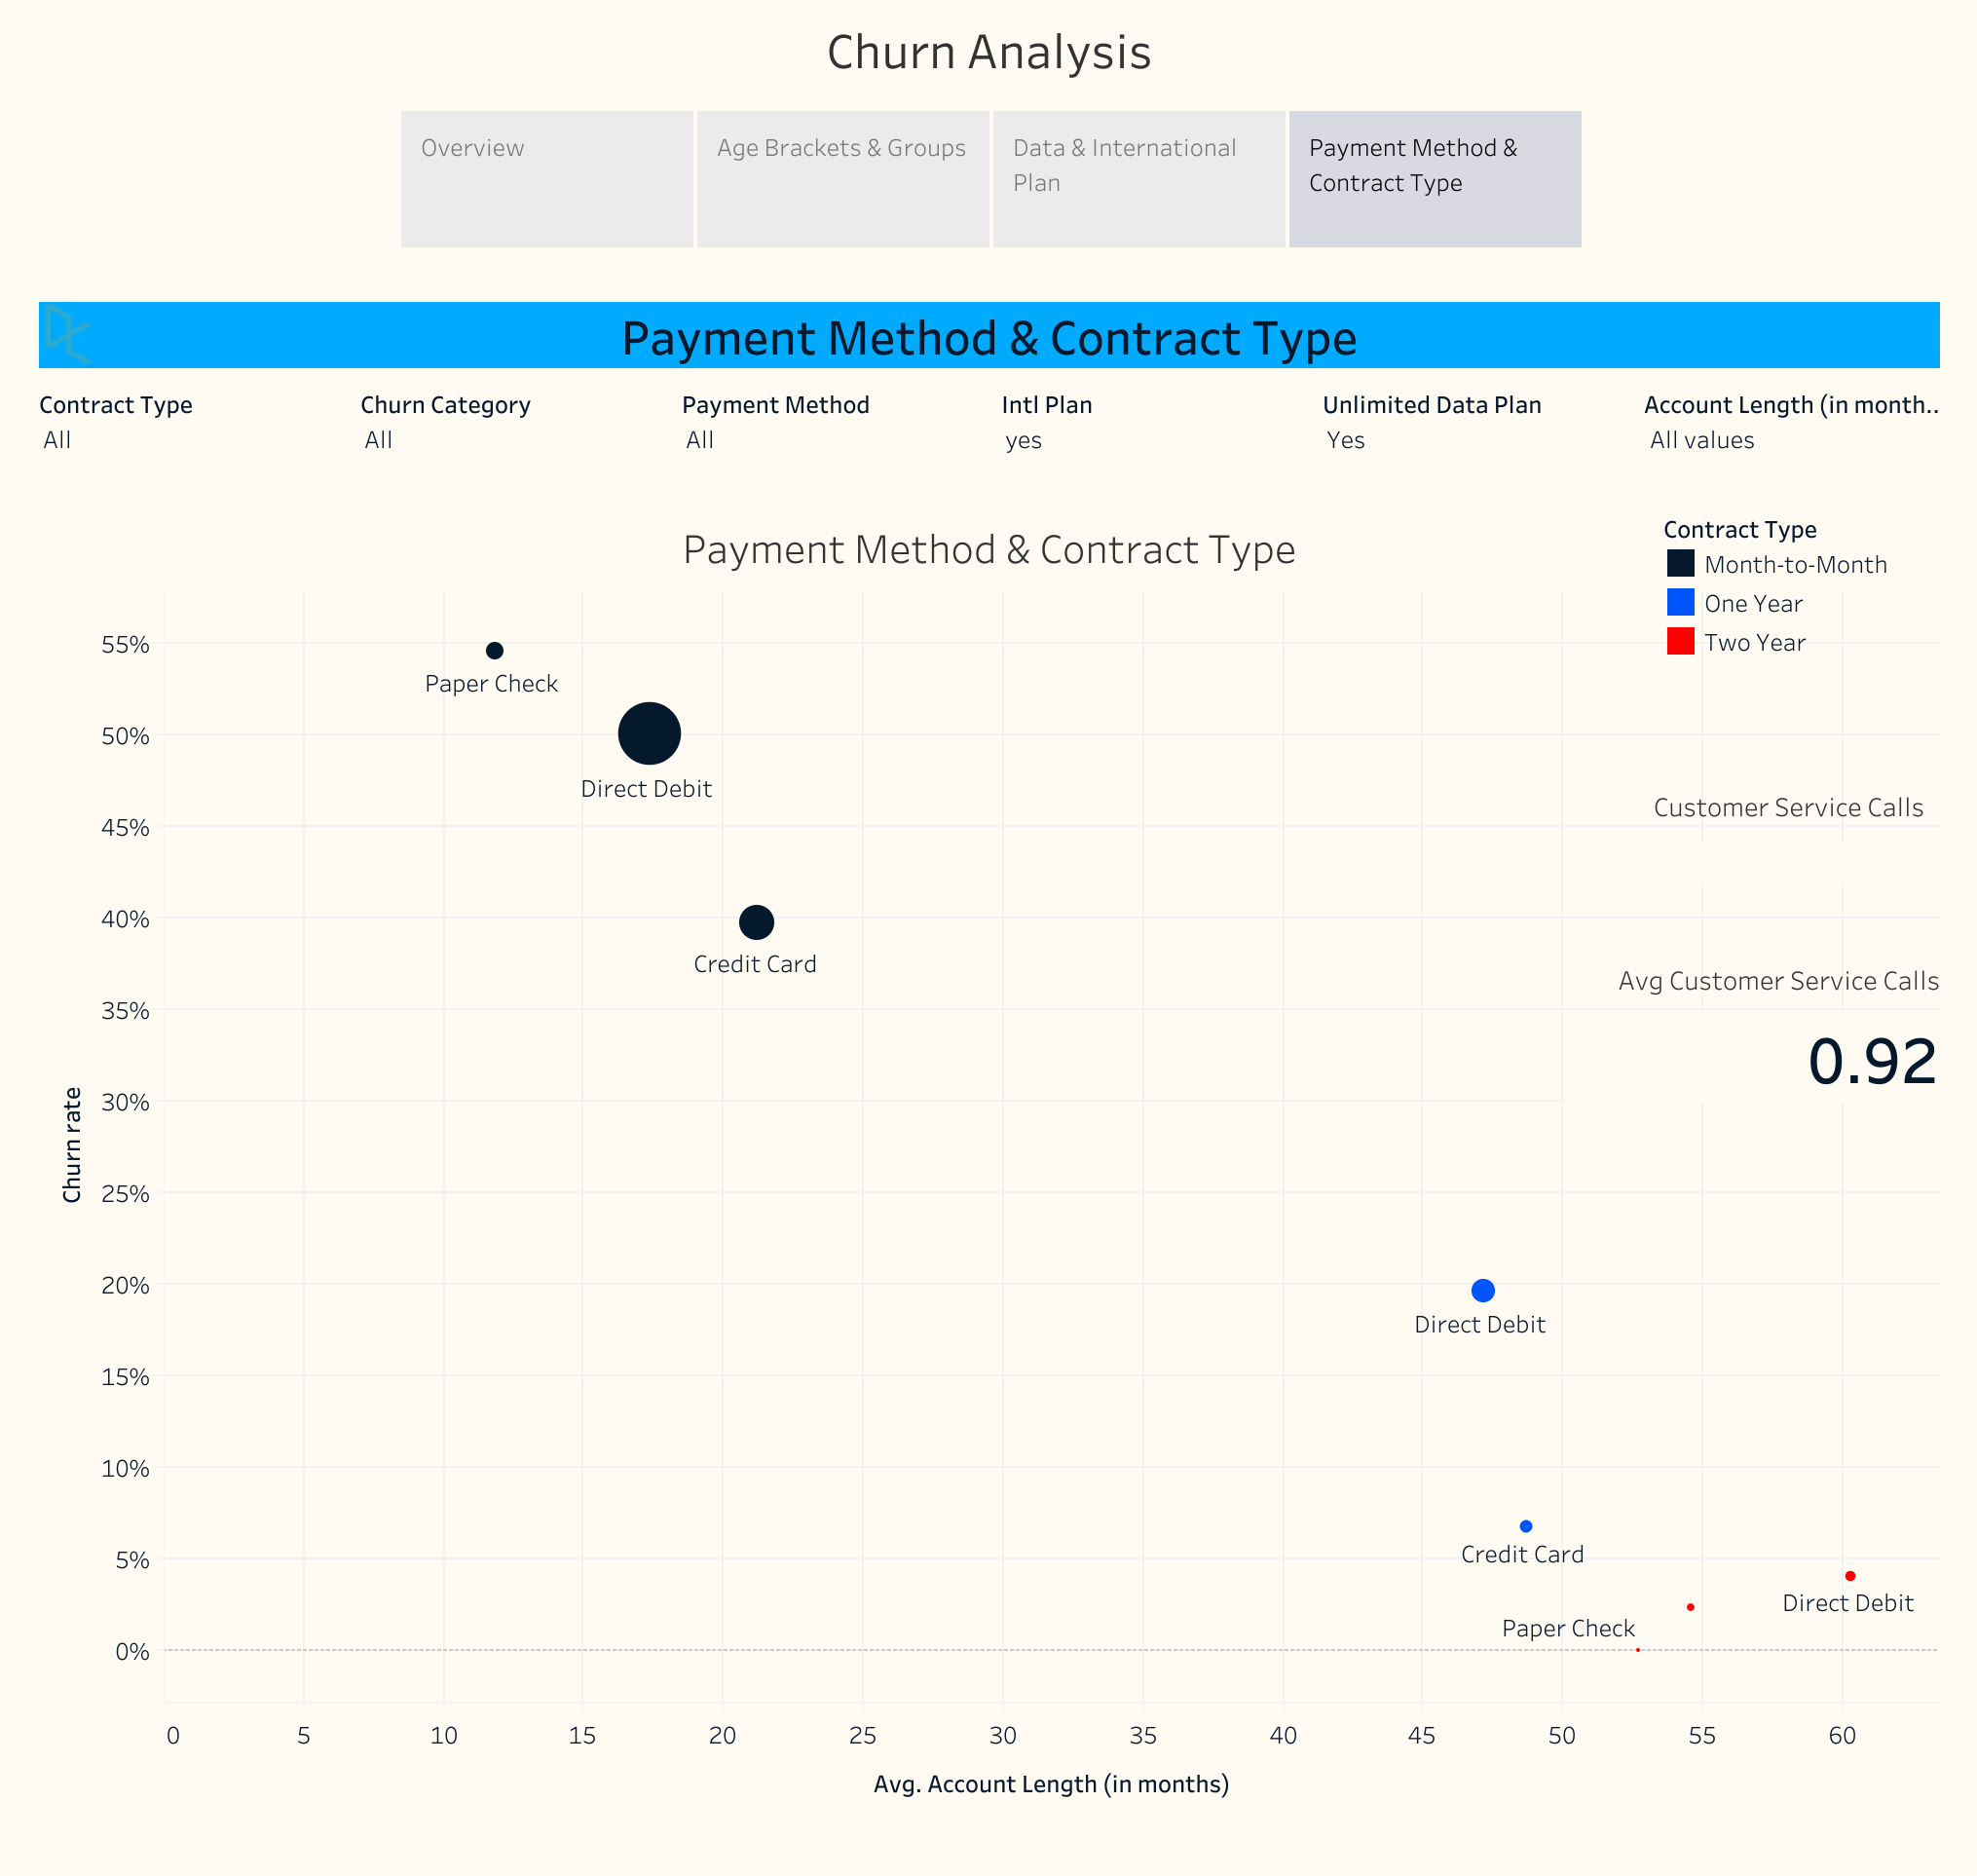 Churn Analysis
Overview
Age Brackets & Groups
Data & International
Plan
Payment Method &
Contract Type
Payment Method & Contract Type
Contract Type
All
Churn Category
All
Payment Method
All
Intl Plan
yes
Unlimited Data Plan
Yes
Account Length (in month..
All values
Payment Method & Contract Type
Contract Type
Month-to-Month
One Year
Two Year
55%
50%
45%
40%
35%
30%
25%
20%
15%
10%
5%
0%
Churn rate
Paper Check
Direct Debit
Credit Card
Customer Service Calls
Avg Customer Service Calls
0.92
Direct Debit
Credit Card
Direct Debit
Paper Check
0 5 10 15 20 25 30 35 40 45 50 55 60
Avg. Account Length (in months)